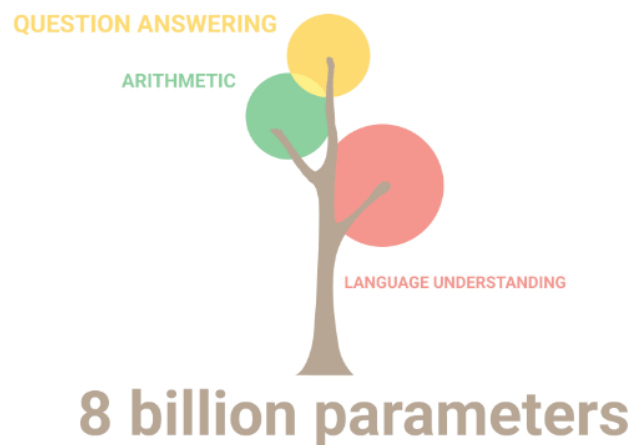 QUESTION ANSWERING
ARITHMETIC
LANGUAGE UNDERSTANDING
8 billion parameters